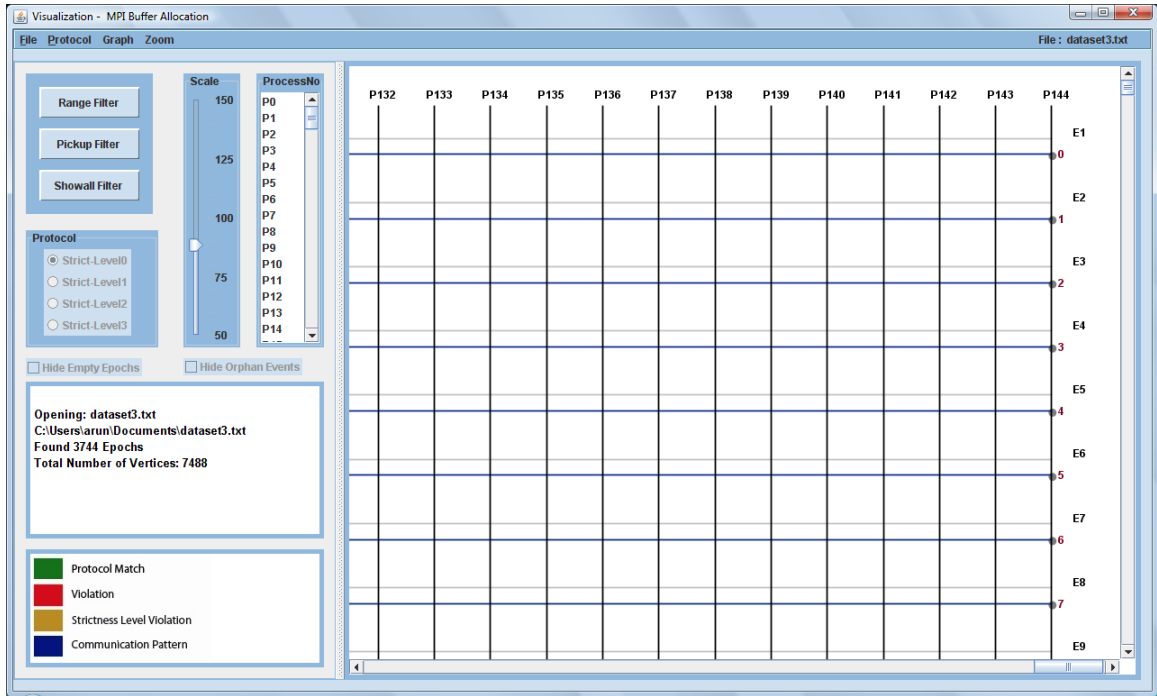 Visualization - MPI Buffer Allocation
File Protocol Graph Zoom File : dataset3.txt
Range Filter
Pickup Filter
Showall Filter
Protocol
Strict-Level0
Strict-Level1
Strict-Level2
Strict-Level3
Scale
150
125
100
75
50
ProcessNo
P0
P1
P2
P3
P4
P5
P6
P7
P8
P9
P10
P11
P12
P13
P14
Hide Empty Epochs
Hide Orphan Events
Opening: dataset3.txt
C:\Users\arun\Documents\dataset3.txt
Found 3744 Epochs
Total Number of Vertices: 7488
Protocol Match
Violation
Strictness Level Violation
Communication Pattern
P132 P133 P134 P135 P136 P137 P138 P139 P140 P141 P142 P143 P144
E1
0
E2
1
E3
2
E4
3
E5
4
E6
5
E7
6
E8
7
E9